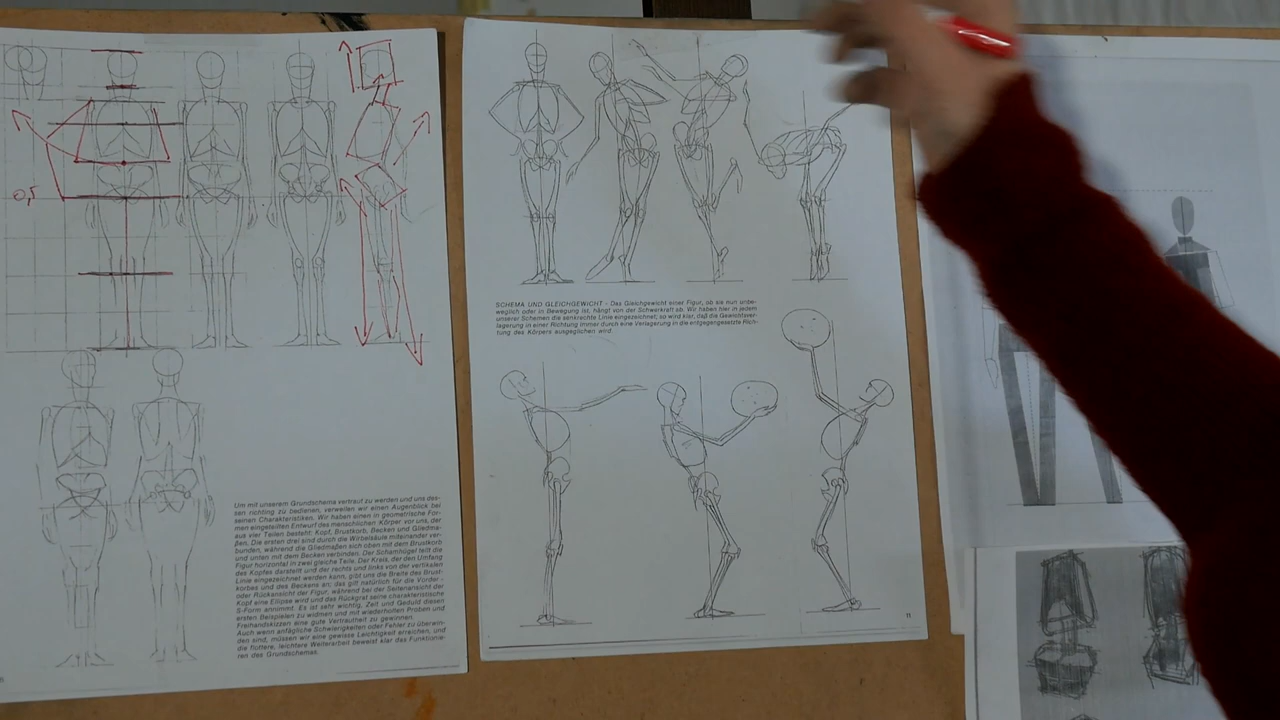 0,5
Um mit unserem Grundschema vertraut zu werden und uns des-
sen richtig zu bedienen, verweilen wir einen Augenblick bei
seinen Charakteristiken. Wir haben einen in geometrische For-
men eingeteilten Entwurf des menschlichen Körper vor uns, der
aus vier Teilen besteht: Kopf, Brustkorb, Becken und Gliedma-
ßen. Die ersten drei sind durch die Wirbelsäule miteinander ver-
bunden, während die Gliedmaßen sich oben mit dem Brustkorb
und unten mit dem Becken verbinden. Der Schamhügel teilt die
Figur horizontal in zwei gleiche Teile. Der Kreis, der den Umfang
des Kopfes darstellt und der rechts und links von der vertikalen
Linie eingezeichnet werden kann, gibt uns die Breite des Brust-
korbes und des Beckens an; das gilt natürlich für die Vorder-
oder Rückansicht der Figur, während bei der Seitenansicht der
Kopf eine Ellipse wird und das Rückgrat seine charakteristische
S-Form annimmt. Es ist sehr wichtig, Zeit und Geduld diesen
ersten Beispielen zu widmen und mit wiederholten Proben und
Freihandskizzen eine gute Vertrautheit zu gewinnen.
Auch wenn anfängliche Schwierigkeiten oder Fehler zu überwin-
den sind, müssen wir eine gewisse Leichtigkeit erreichen, und
die flottere, leichtere Weiterarbeit beweist klar das Funktionie-
ren des Grundschemas.
SCHEMA UND GLEICHGEWICHT - Das Gleichgewicht einer Figur, ob sie nun unbe-
weglich oder in Bewegung ist, hängt von der Schwerkraft ab. Wir haben hier in jedem
unserer Schemen die senkrechte Linie eingezeichnet; so wird klar, daß die Gewichtsver-
lagerung in einer Richtung immer durch eine Verlagerung in die entgegengesetzte Rich-
tung des Körpers ausgeglichen wird.
11